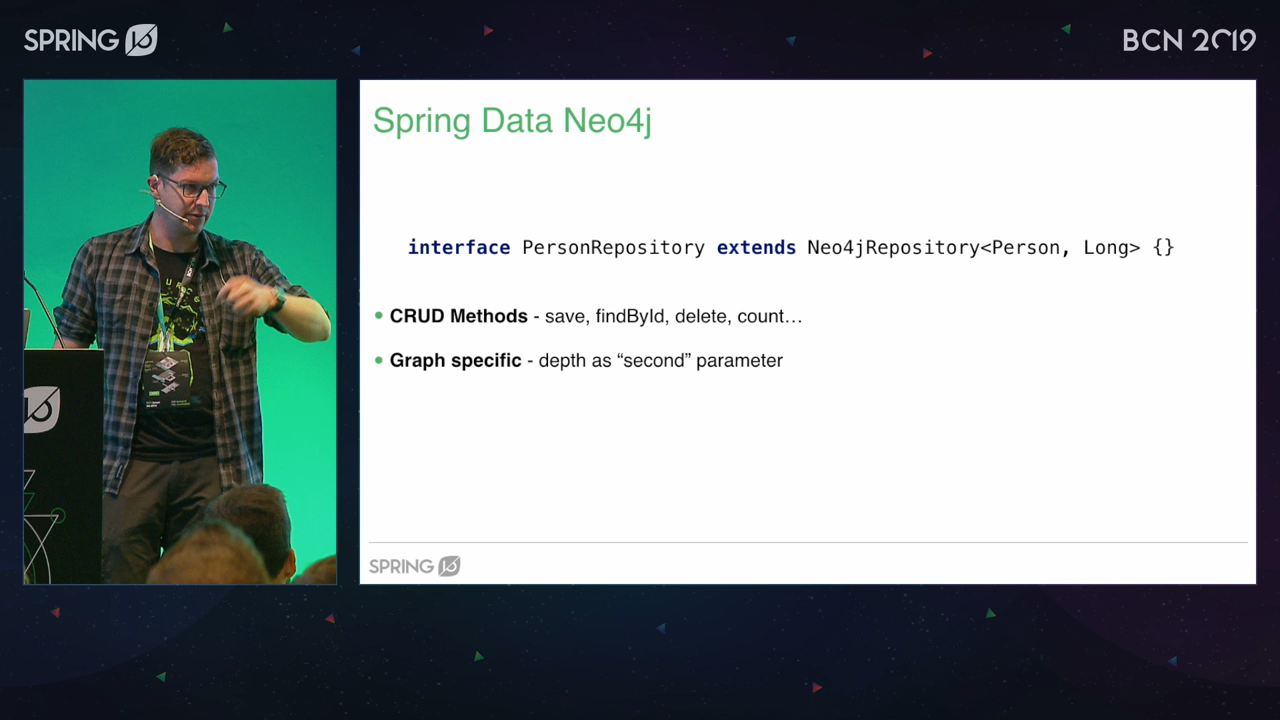 SPRING
BCN 2019
Spring Data Neo4j
interface PersonRepository extends Neo4jRepository<Person, Long> {}
• CRUD Methods - save, findById, delete, count…
• Graph specific - depth as “second” parameter
SPRING